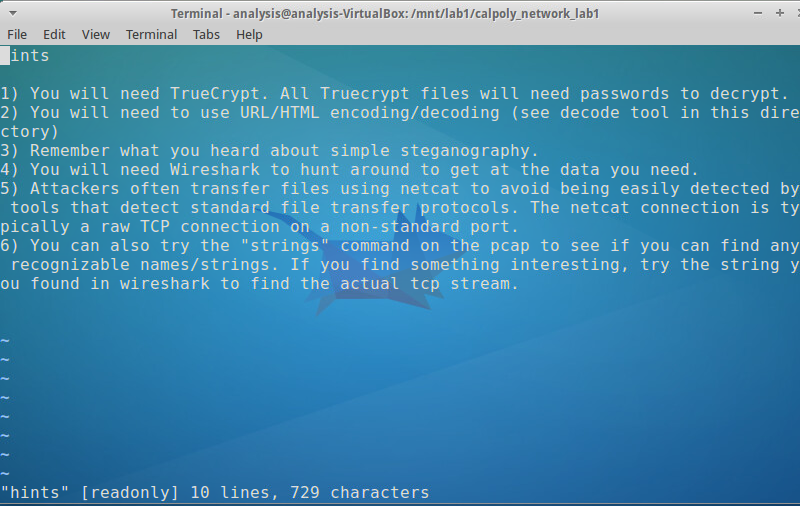 Terminal - analysis@analysis-VirtualBox: /mnt/lab1/calpoly_network_lab1
File Edit View Terminal Tabs Help
ints
1) You will need TrueCrypt. All Truecrypt files will need passwords to decrypt.
2) You will need to use URL/HTML encoding/decoding (see decode tool in this dire
ctory)
3) Remember what you heard about simple steganography.
4) You will need Wireshark to hunt around to get at the data you need.
5) Attackers often transfer files using netcat to avoid being easily detected by
tools that detect standard file transfer protocols. The netcat connection is ty
pically a raw TCP connection on a non-standard port.
6) You can also try the "strings" command on the pcap to see if you can find any
recognizable names/strings. If you find something interesting, try the string y
ou found in wireshark to find the actual tcp stream.
~
~
~
~
~
~
~
~
"hints" [readonly] 10 lines, 729 characters